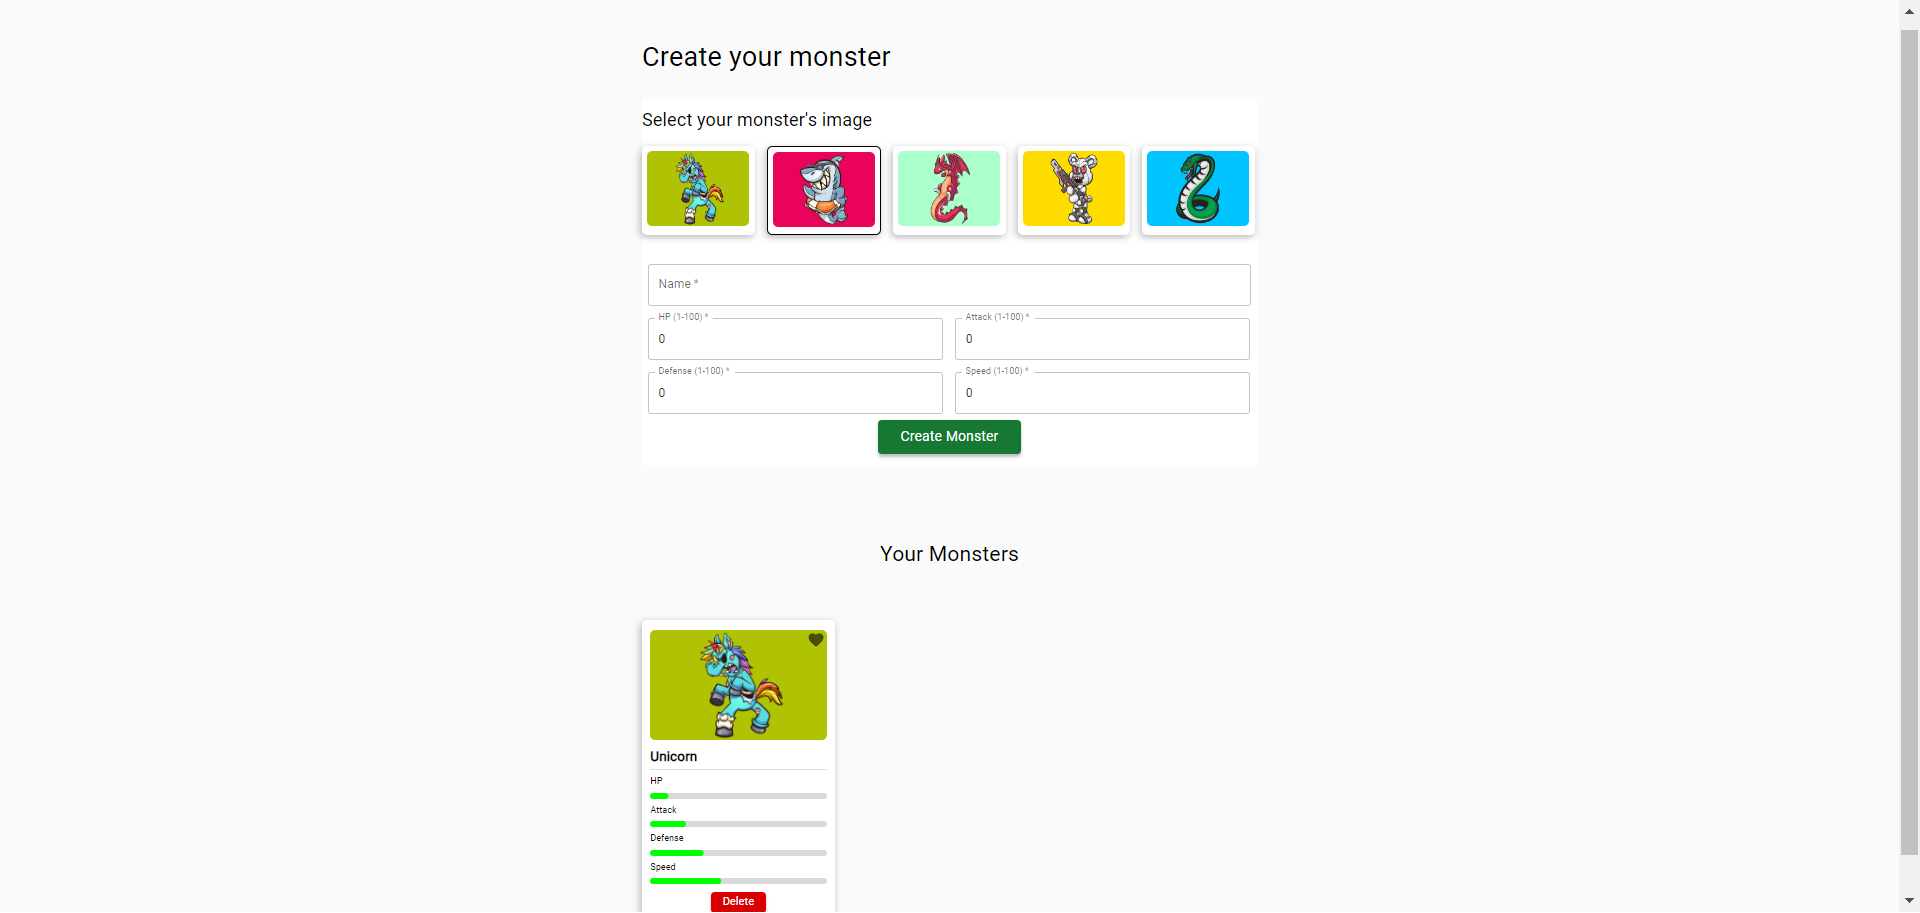 Create your monster
Select your monster's image
Name *
HP (1-100) *
Attack (1-100) *
0
0
Defense (1-100) *
Speed (1-100) *
0
0
Create Monster
Your Monsters
Unicorn
HP
Attack
Defense
Speed
Delete